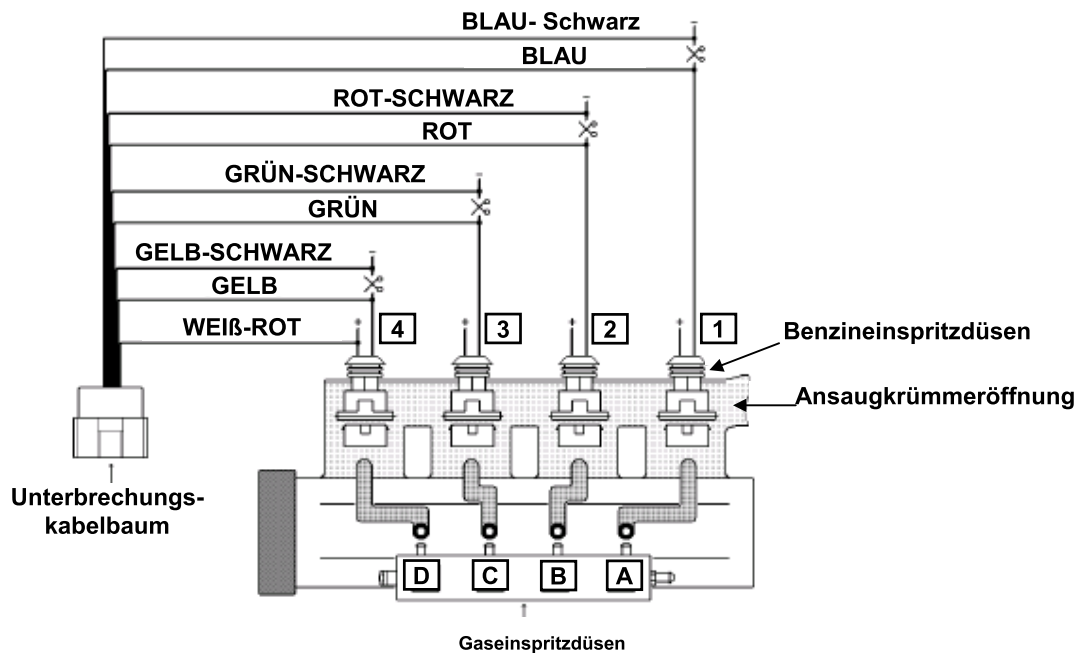 BLAU- Schwarz
BLAU
ROT-SCHWARZ
ROT
GRÜN-SCHWARZ
GRÜN
GELB-SCHWARZ
GELB
WEIß-ROT
4
3
2
1
Benzineinspritzdüsen
Ansaugkrümmeröffnung
Unterbrechungs-
kabelbaum
D
C
B
A
Gaseinspritzdüsen